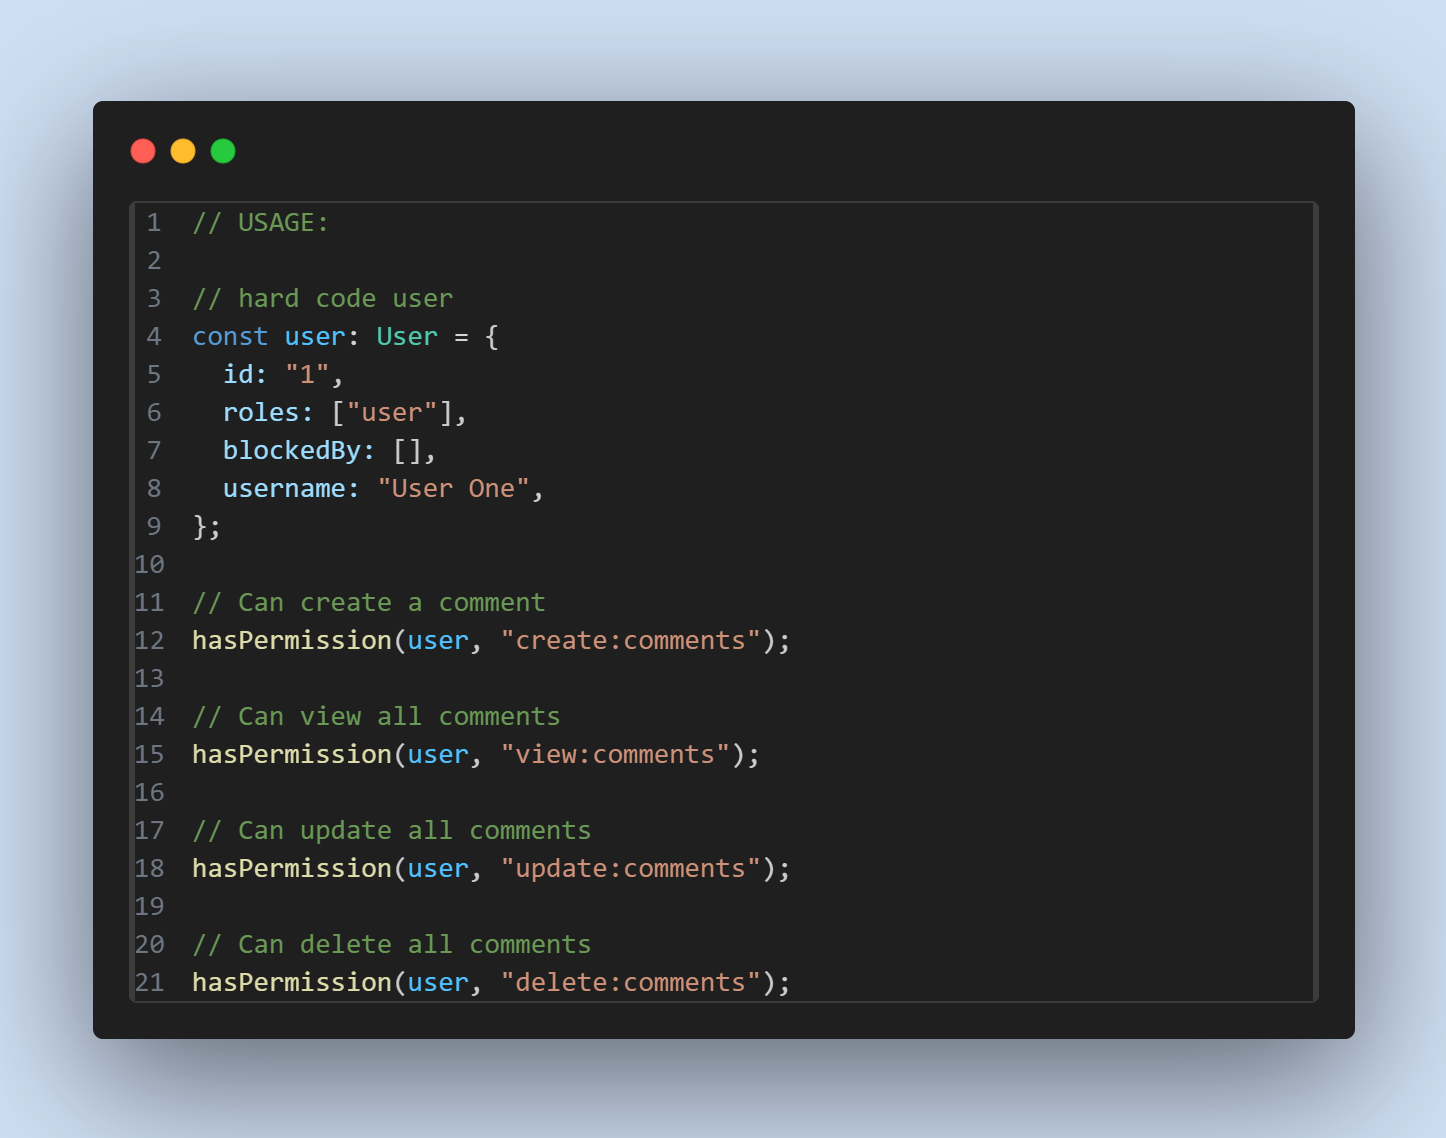 1 // USAGE:
2
3 // hard code user
4 const user: User = {
5   id: "1",
6   roles: ["user"],
7   blockedBy: [],
8   username: "User One",
9 };
10
11 // Can create a comment
12 hasPermission(user, "create:comments");
13
14 // Can view all comments
15 hasPermission(user, "view:comments");
16
17 // Can update all comments
18 hasPermission(user, "update:comments");
19
20 // Can delete all comments
21 hasPermission(user, "delete:comments");